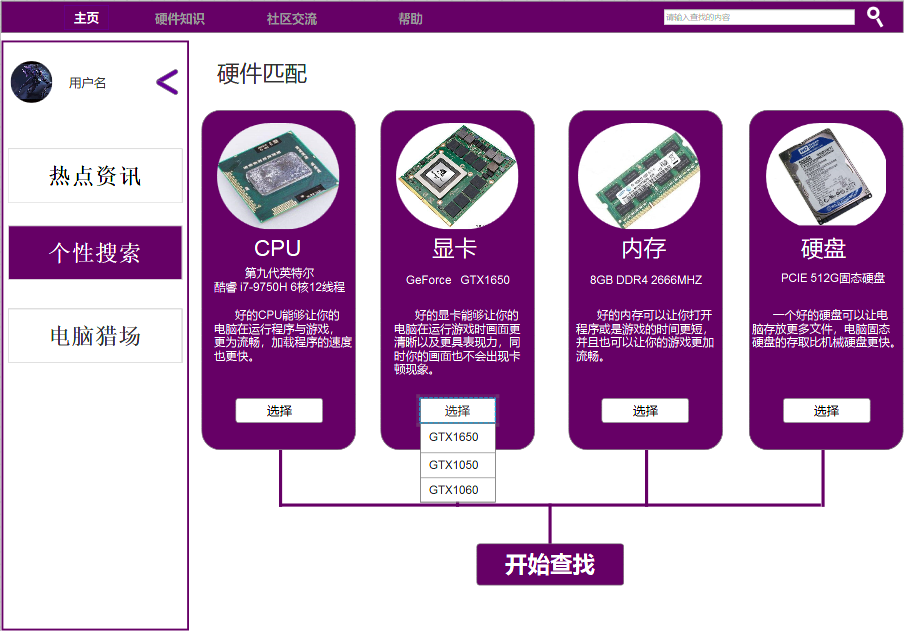 主页 硬件知识 社区交流 帮助 请输入查找的内容
用户名
热点资讯
个性搜索
电脑猎场
硬件匹配
CPU
第九代英特尔
酷睿 i7-9750H 6核12线程
好的CPU能够让你的
电脑在运行程序与游戏,
更为流畅，加载程序的速度
也更快。
选择
显卡
GeForce GTX1650
好的显卡能够让你的
电脑在运行游戏时画面更
清晰以及更具表现力，同
时你的画面也不会出现卡
顿现象。
选择
GTX1650
GTX1050
GTX1060
内存
8GB DDR4 2666MHZ
好的内存可以让你打开
程序或是游戏的时间更短，
并且也可以让你的游戏更加
流畅。
选择
硬盘
PCIE 512G固态硬盘
一个好的硬盘可以让电
脑存放更多文件，电脑固态
硬盘的存取比机械硬盘更快。
选择
开始查找